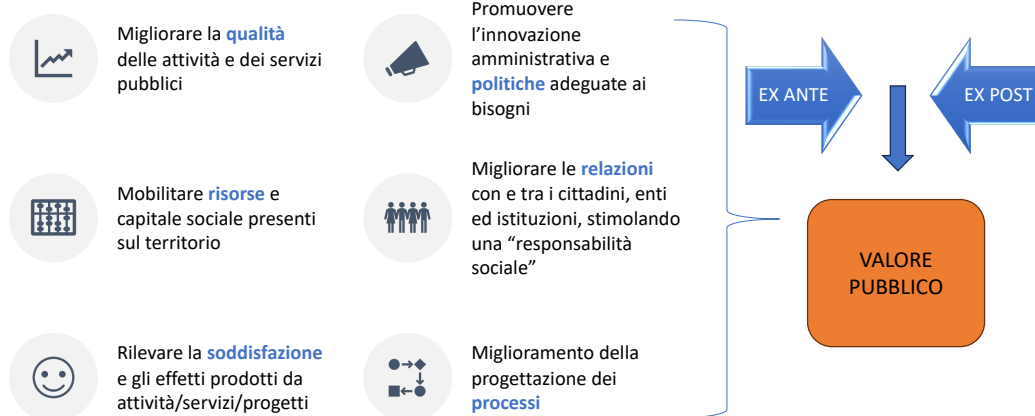 Migliorare la qualità
delle attività e dei servizi
pubblici
Promuovere
l’innovazione
amministrativa e
politiche adeguate ai
bisogni
Mobilitare risorse e
capitale sociale presenti
sul territorio
Migliorare le relazioni
con e tra i cittadini, enti
ed istituzioni, stimolando
una “responsabilità
sociale”
Rilevare la soddisfazione
e gli effetti prodotti da
attività/servizi/progetti
Miglioramento della
progettazione dei
processi
EX ANTE
EX POST
VALORE
PUBBLICO